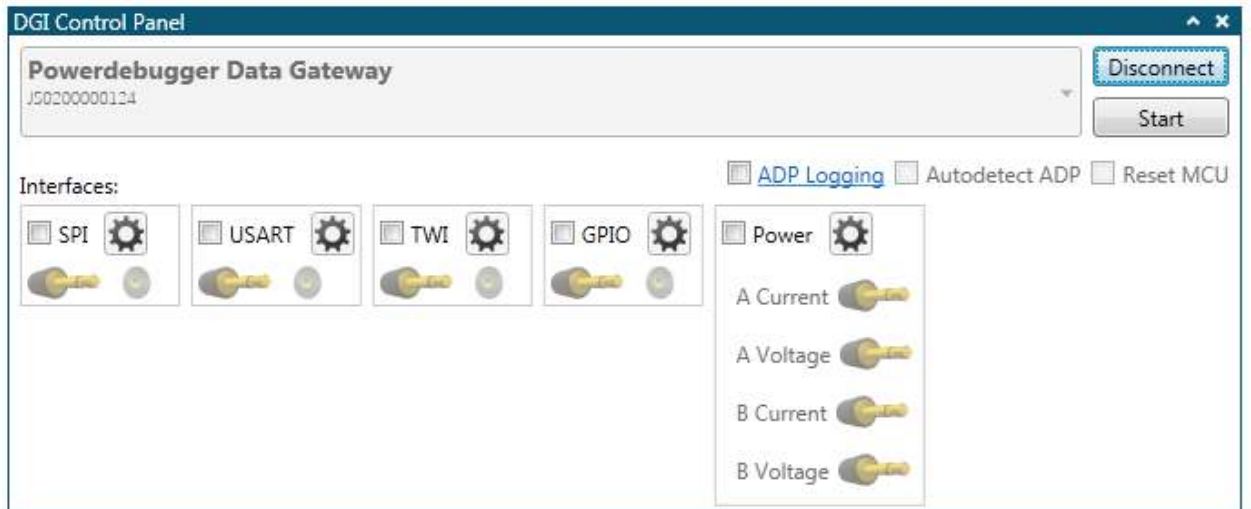 DGI Control Panel
Powerdebugger Data Gateway
J50200000124
Disconnect
Start
ADP Logging Autodetect ADP Reset MCU
Interfaces:
SPI USART TWI GPIO Power
A Current
A Voltage
B Current
B Voltage